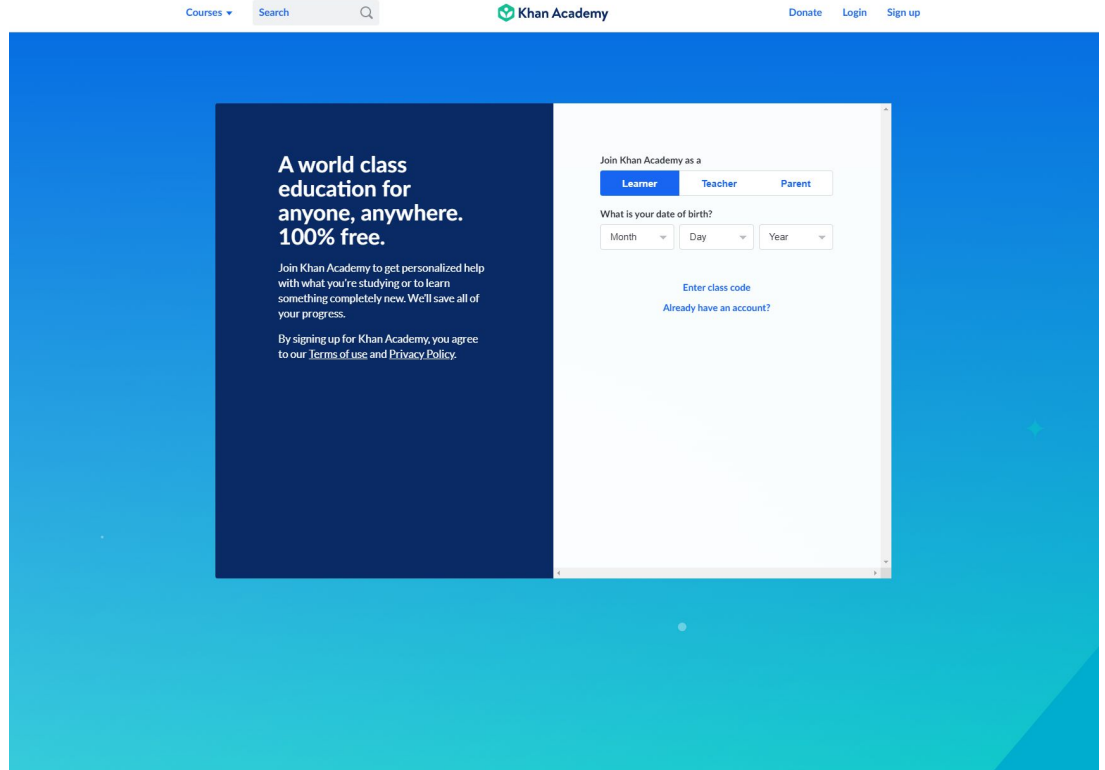 Courses
Search
Khan Academy
Donate
Login
Sign up
A world class
education for
anyone, anywhere.
100% free.
Join Khan Academy to get personalized help
with what you're studying or to learn
something completely new. We'll save all of
your progress.
By signing up for Khan Academy, you agree
to our Terms of use and Privacy Policy.
Join Khan Academy as a
Learner
Teacher
Parent
What is your date of birth?
Month
Day
Year
Enter class code
Already have an account?